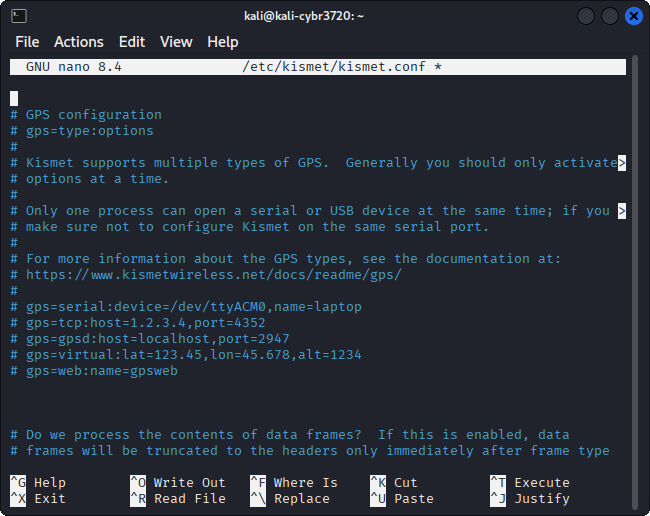 kali@kali-cybr3720: ~
File Actions Edit View Help
GNU nano 8.4 /etc/kismet/kismet.conf *
# GPS configuration
# gps=type:options
#
# Kismet supports multiple types of GPS.  Generally you should only activate>
# options at a time.
#
# Only one process can open a serial or USB device at the same time; if you >
# make sure not to configure Kismet on the same serial port.
#
# For more information about the GPS types, see the documentation at:
# https://www.kismetwireless.net/docs/readme/gps/
#
# gps=serial:device=/dev/ttyACM0,name=laptop
# gps=tcp:host=1.2.3.4,port=4352
# gps=gpsd:host=localhost,port=2947
# gps=virtual:lat=123.45,lon=45.678,alt=1234
# gps=web:name=gpsweb
# Do we process the contents of data frames?  If this is enabled, data
# frames will be truncated to the headers only immediately after frame type
^G Help ^O Write Out ^F Where Is ^K Cut ^T Execute
^X Exit ^R Read File ^\ Replace ^U Paste ^J Justify